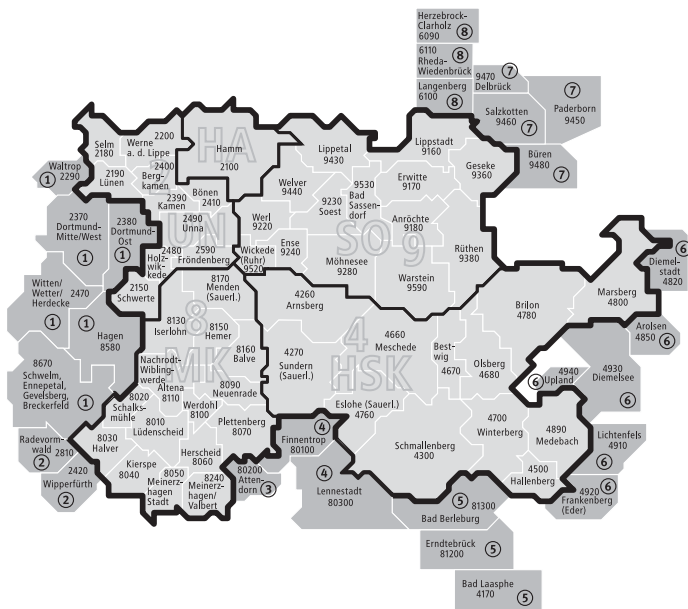 Herzebrock-
Clarholz
6090 ⑧
6110 ⑧
Rheda-
Wiedenbrück
Langenberg
6100 ⑧
9470 ⑦
Delbrück
⑦
Paderborn
9450
Salzkotten
9460 ⑦
Büren
9480
⑦
HA
Hamm
2100
Selm
2180
Werne 2200
a. d. Lippe
Waltrop
① 2290
2190
Lünen
2400
Berg-
kamen
2390
Kamen
Bönen
2410
UN
2490
Unna
2370
Dortmund-
Mitte/West
①
2380
Dortmund-
Ost
①
2480
Holz-
wik-
kede
2590
Fröndenberg
2150
Schwerte
Witten/
Wetter/
Herdecke
①
2470
①
Hagen
8580
8670
Schwelm,
Ennepetal,
Gevelsberg,
Breckerfeld
①
Radevorm-
wald 2810
②
2420
Wipperfürth
②
Lippetal
9430
Lippstadt
9160
Welver
9440
Erwitte
9170
Geseke
9360
9230
Soest
9530
Bad
Sassen-
dorf
Anröchte
9180
SO 9
Werl
9220
Wickede
(Ruhr)
9520
Ense
9240
Möhnesee
9280
Rüthen
9380
Warstein
9590
8170
Menden
(Sauerl.)
8
MK
8130
Iserlohn
8150
Hemer
8160
Balve
Nachrodt-
Wibling-
werde
Altena
8110
8090
Neuenrade
8020
Schalks-
mühle
Werdohl
8100
8010
Lüdenscheid
Plettenberg
8070
8030
Halver
Herscheid
8060
Kierspe
8040
8050
Meinerz-
hagen
Stadt
8240
Meinerz-
hagen/
Valbert
80200
Atten-
dorn ③
4
HSK
4260
Arnsberg
4270
Sundern
(Sauerl.)
4660
Meschede
Best-
wig
4670
Olsberg
4680
Brilon
4780
Marsberg
4800
Eslohe (Sauerl.)
4760
Schmallenberg
4300
4700
Winterberg
4890
Medebach
4500
Hallenberg
⑥
Diemel-
stadt
4820
Arolsen
4850 ⑥
4940
⑥ Upland
4930
Diemelsee
⑥
Lichtenfels
4910
⑥
4920 ⑥
Frankenberg
(Eder)
④
Finnentrop
80100
④
Lennestadt
80300
⑤ 81300
Bad Berleburg
Erndtebrück
81200 ⑤
Bad Laasphe
4170 ⑤